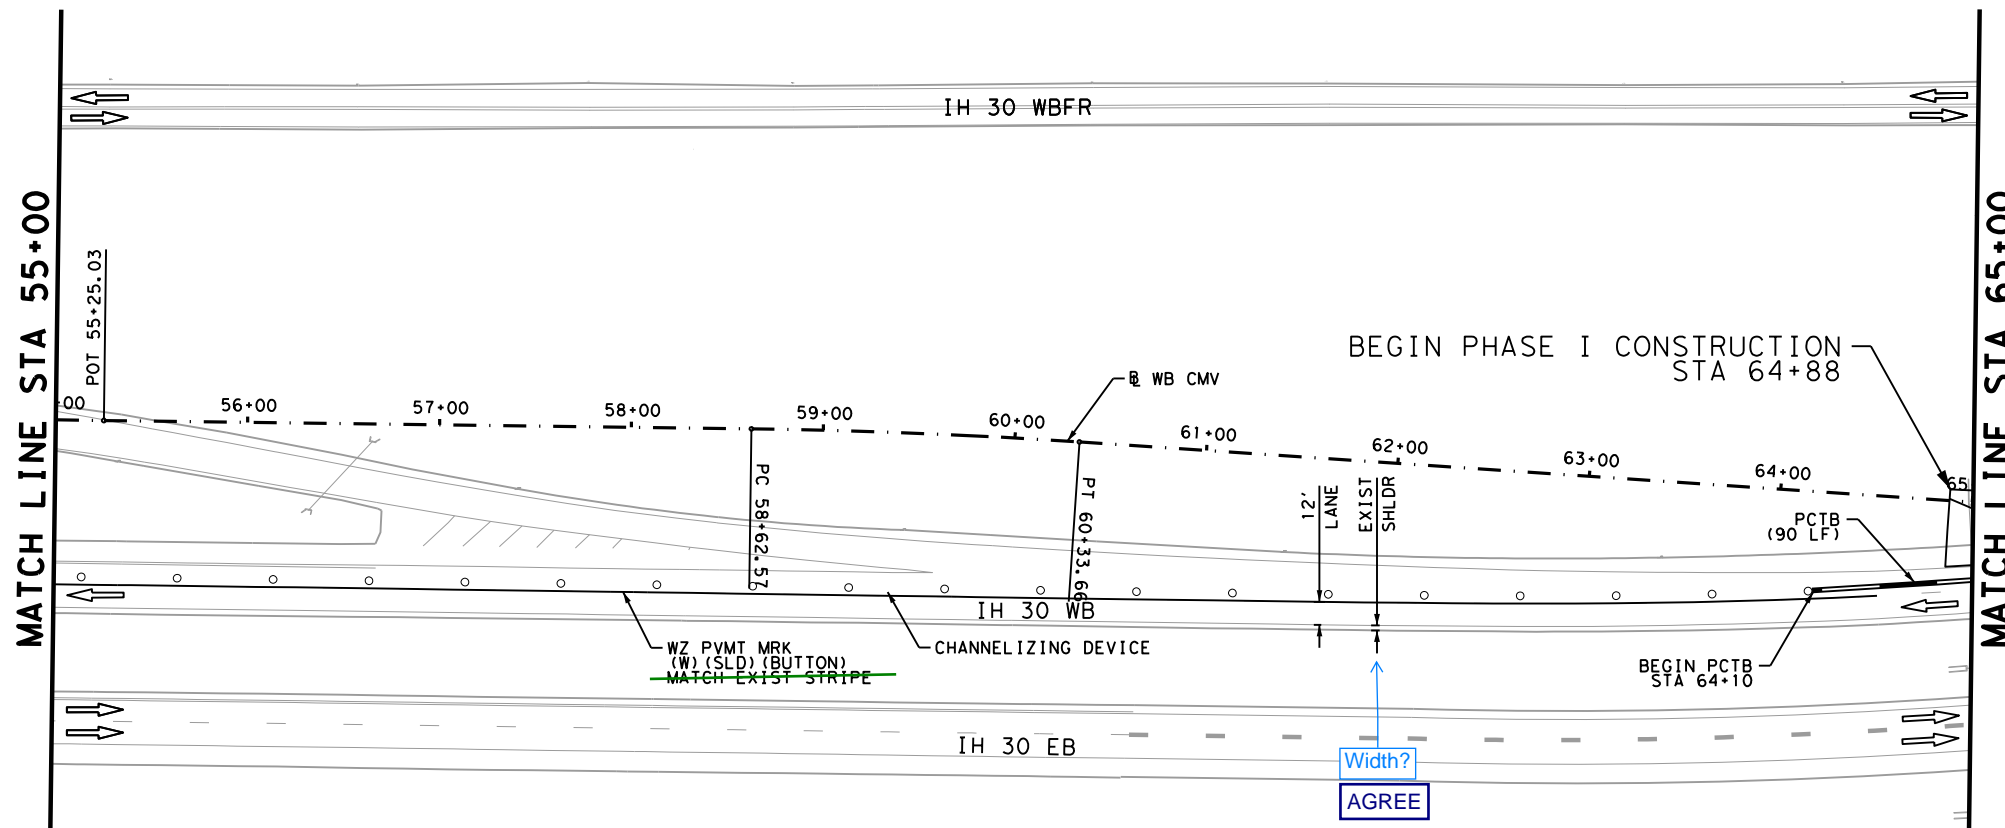 IH 30 WBFR
MATCH LINE STA 55+00
MATCH LINE STA 65+00
POT 55+25.03
BEGIN PHASE I CONSTRUCTION
STA 64+88
℄ WB CMV
+00
56+00
57+00
58+00
59+00
60+00
61+00
62+00
63+00
64+00
65
PC 58+62.57
PT 60+33.66
12'
LANE
EXIST
SHLDR
PCTB
(90 LF)
IH 30 WB
WZ PVMT MRK
(W)(SLD)(BUTTON)
MATCH EXIST STRIPE
CHANNELIZING DEVICE
BEGIN PCTB
STA 64+10
IH 30 EB
Width?
AGREE